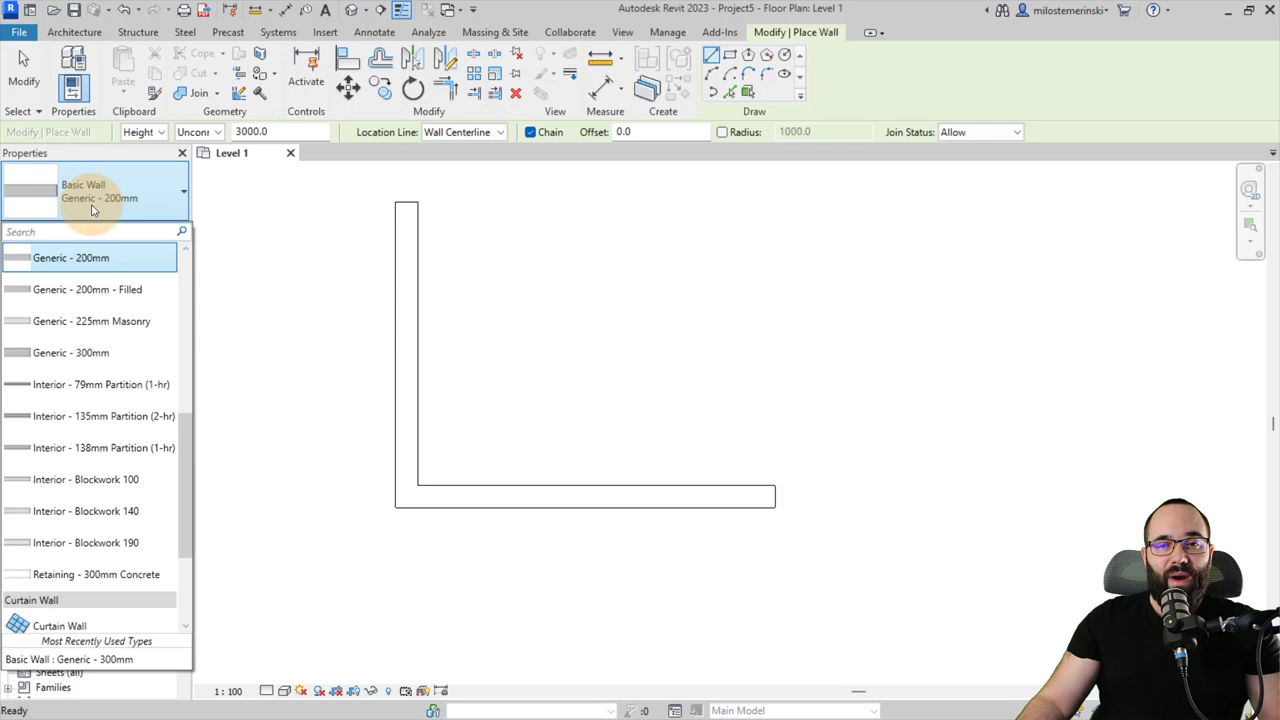 Autodesk Revit 2023 - Project5 - Floor Plan: Level 1
milostemerinski
File
Architecture
Structure
Steel
Precast
Systems
Insert
Annotate
Analyze
Massing & Site
Collaborate
View
Manage
Add-Ins
Modify | Place Wall
Modify
Paste
Cope
Cut
Join
Activate
Select
Properties
Clipboard
Geometry
Controls
Modify
View
Measure
Create
Draw
Modify | Place Wall
Height
Uncon:
3000.0
Location Line: Wall Centerline
Chain
Offset: 0.0
Radius: 1000.0
Join Status: Allow
Properties
Level 1
Basic Wall
Generic - 200mm
Search
Generic - 200mm
Generic - 200mm - Filled
Generic - 225mm Masonry
Generic - 300mm
Interior - 79mm Partition (1-hr)
Interior - 135mm Partition (2-hr)
Interior - 138mm Partition (1-hr)
Interior - Blockwork 100
Interior - Blockwork 140
Interior - Blockwork 190
Retaining - 300mm Concrete
Curtain Wall
Curtain Wall
Most Recently Used Types
Basic Wall : Generic - 300mm
Sheets (all)
Families
1 : 100
Ready
:0
Main Model